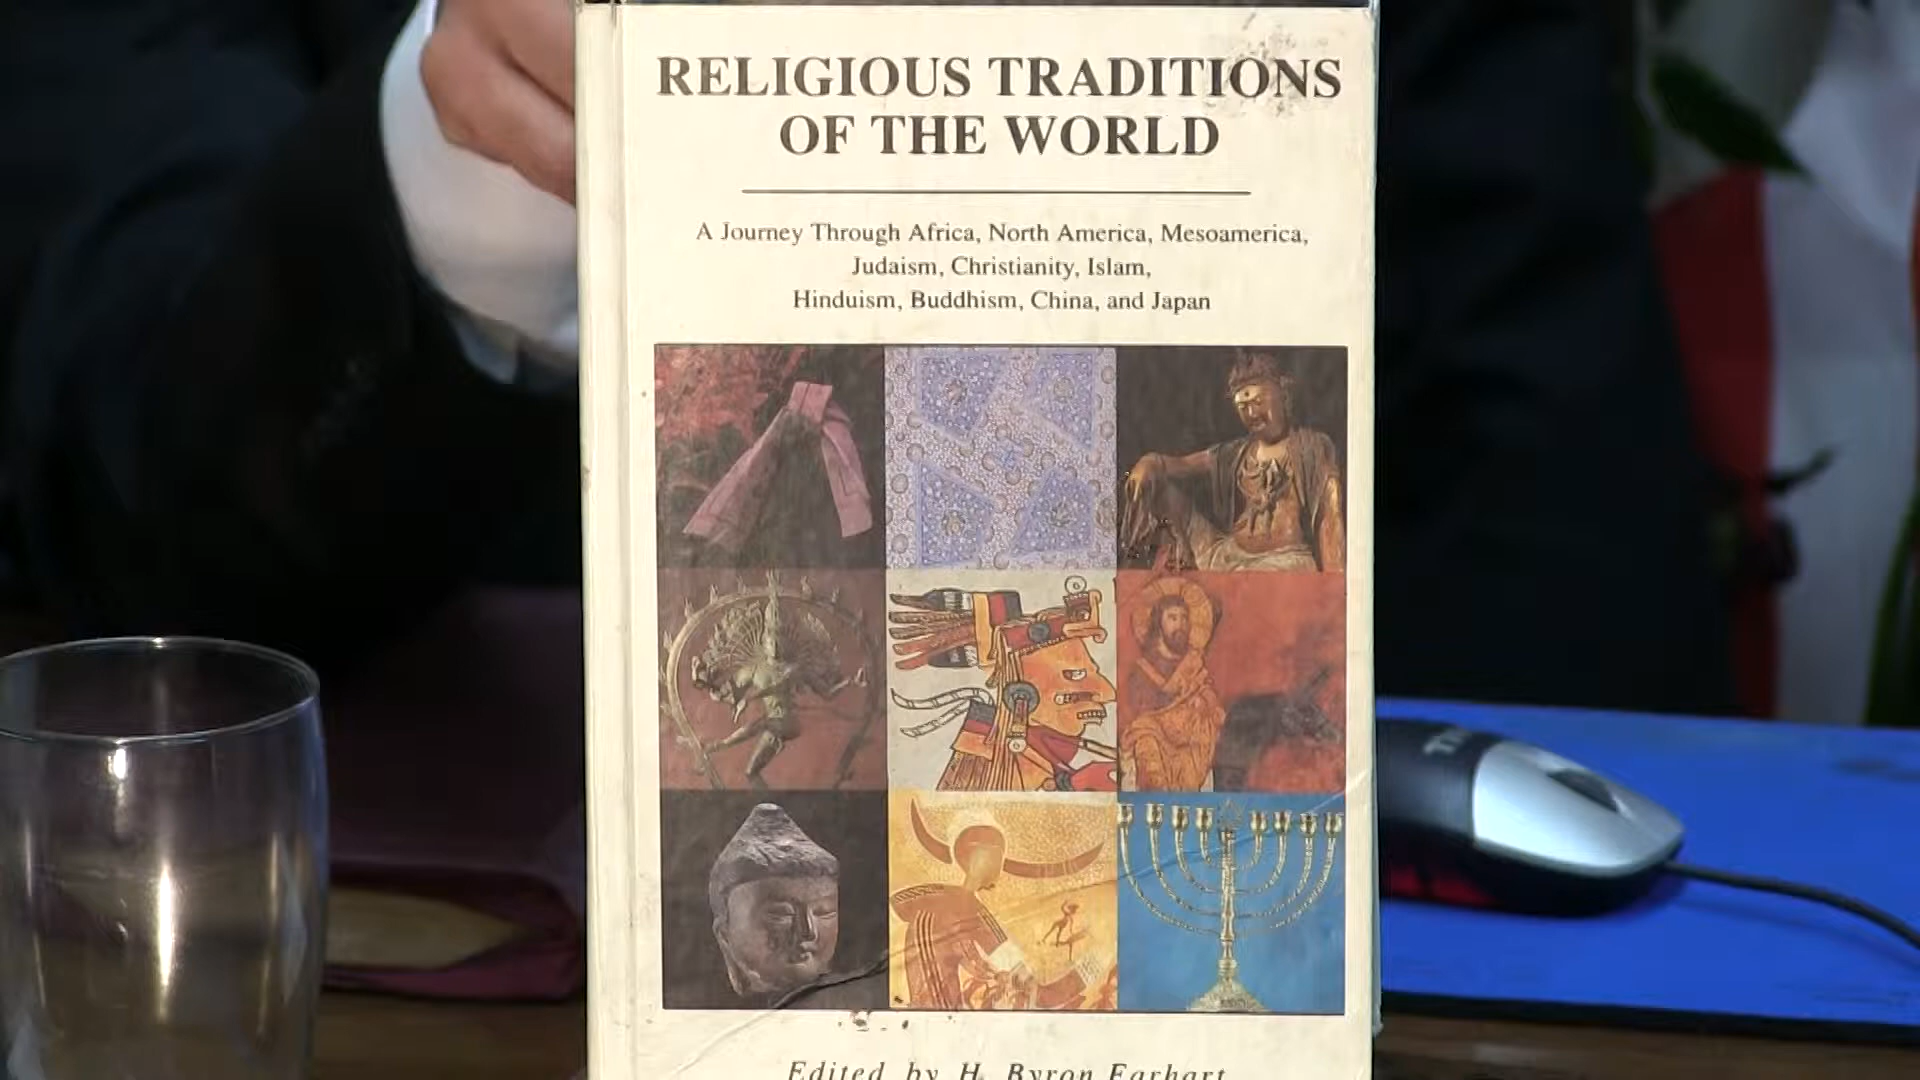 RELIGIOUS TRADITIONS
OF THE WORLD
A Journey Through Africa, North America, Mesoamerica,
Judaism, Christianity, Islam,
Hinduism, Buddhism, China, and Japan
Edited by H. Byron Earhart